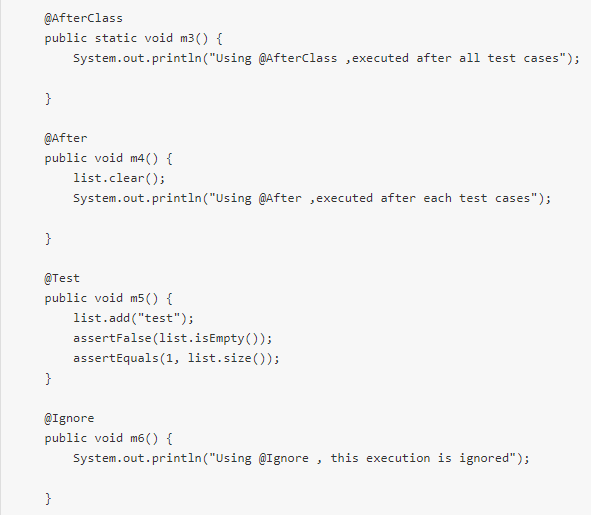 @AfterClass
public static void m3() {
System.out.println("Using @AfterClass ,executed after all test cases");
}
@After
public void m4() {
list.clear();
System.out.println("Using @After ,executed after each test cases");
}
@Test
public void m5() {
list.add("test");
assertFalse(list.isEmpty());
assertEquals(1, list.size());
}
@Ignore
public void m6() {
System.out.println("Using @Ignore , this execution is ignored");
}